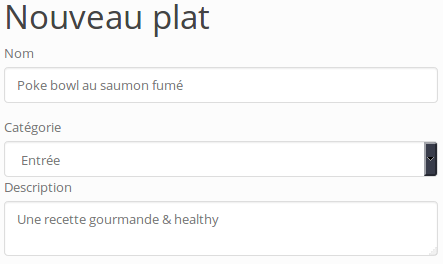 Nouveau plat
Nom
Poke bowl au saumon fumé
Catégorie
Entrée
Description
Une recette gourmande & healthy